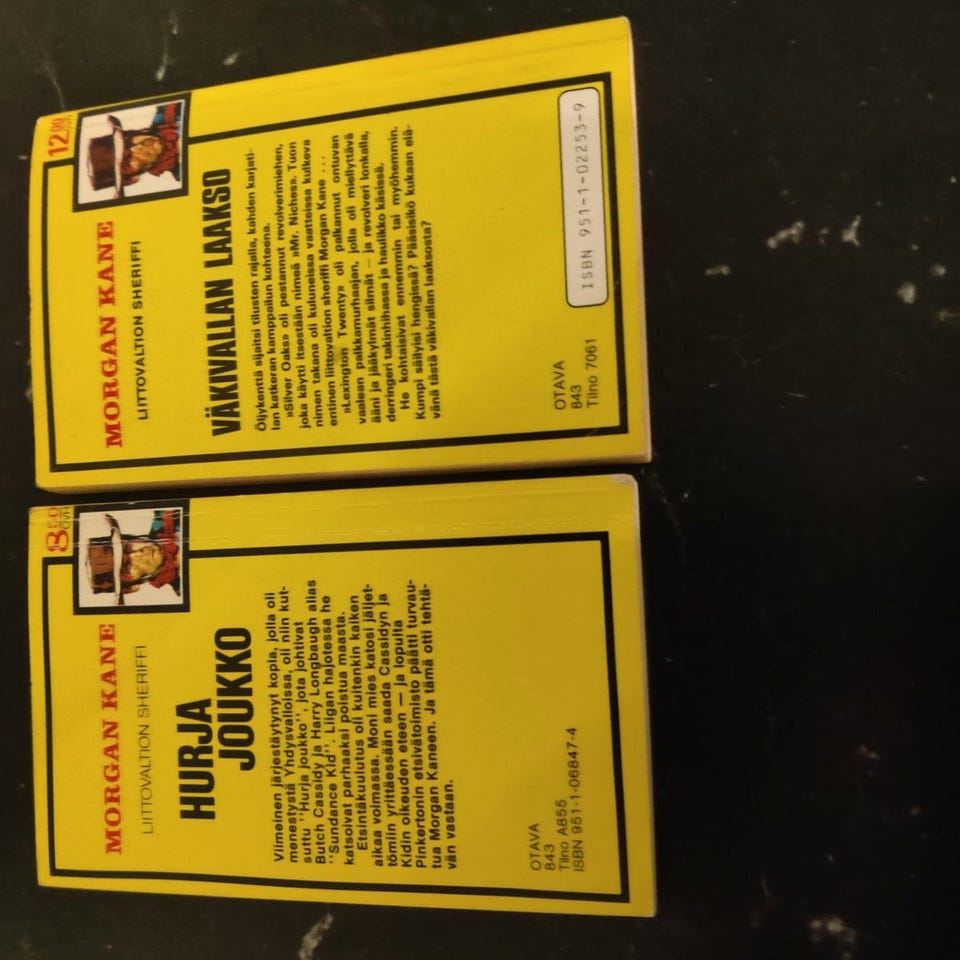 8.50
OVH
MORGAN KANE
LIITTOVALTION SHERIFFI
HURJA
JOUKKO
Viimeinen järjestäytynyt kopla, jolla oli
menestystä Yhdysvalloissa, oli niin kut-
suttu "Hurja joukko", jota johtivat
Butch Cassidy ja Harry Longbaugh alias
"Sundance Kid". Liigan hajotessa he
katsoivat parhaaksi poistua maasta.
Etsintäkuulutus oli kuitenkin kaiken
aikaa voimassa. Moni mies katosi jäljet-
tömiin yrittäessään saada Cassidyn ja
Kidin oikeuden eteen — ja lopulta
Pinkertonin etsivätoimisto päätti turvau-
tua Morgan Kaneen. Ja tämä otti tehtä-
vän vastaan.
OTAVA
843
Tilno A855
ISBN 951-1-06847-4
12.90
MORGAN KANE
LIITTOVALTION SHERIFFI
VÄKIVALLAN LAAKSO
Öljykenttä sijaitsi tilusten rajalla, kahden karjati-
lan katkeran kamppailun kohteena.
»Silver Oaks» oli pestannut revolverimiehen,
joka käytti itsestään nimeä »Mr. Niches». Tuon
nimen takana oli kuluneissa vaatteissa kulkeva
entinen liittovaltion sheriffi Morgan Kane ...
»Lexington Twenty» oli palkannut ontuvan
vaalean palkkamurhaajan, jolla oli miellyttävä
ääni ja jääkylmät silmät — ja revolveri lonkalla,
derringeri takinhihassa ja haulikko käsissä.
He kohtaisivat ennemmin tai myöhemmin.
Kumpi säilyisi hengissä? Pääsisikö kukaan elä-
vänä tästä väkivallan laaksosta?
OTAVA
843
Tilno 7061
ISBN 951-1-02253-9